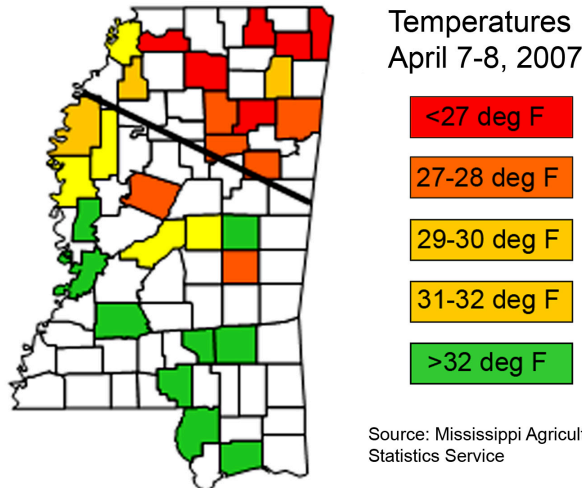 Temperatures
April 7-8, 2007
<27 deg F
27-28 deg F
29-30 deg F
31-32 deg F
>32 deg F
Source: Mississippi Agricult
Statistics Service